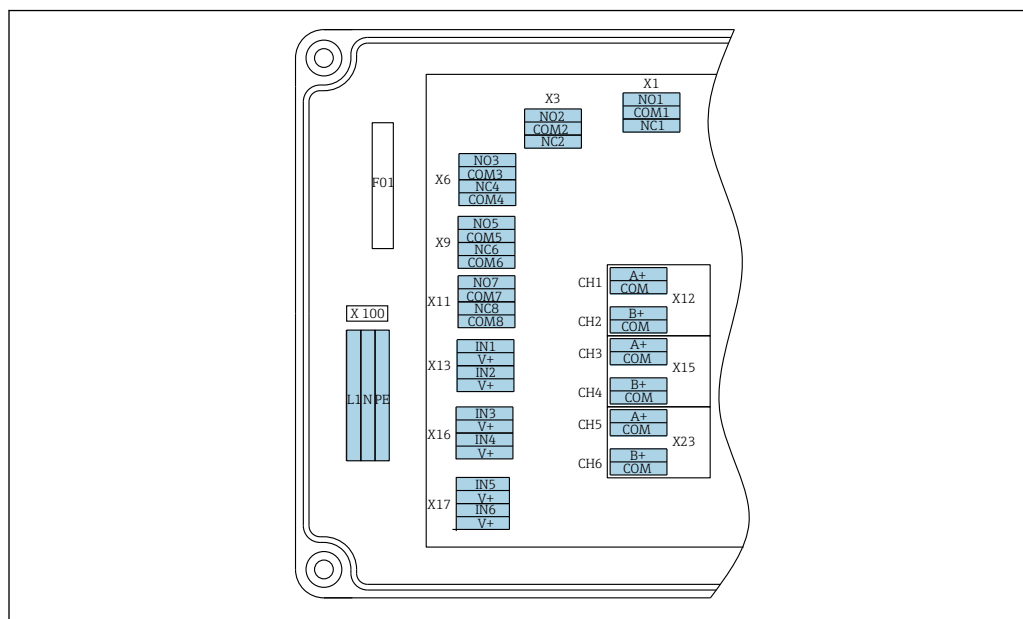 X1
NO1
COM1
NC1
X3
NO2
COM2
NC2
X6
NO3
COM3
NC4
COM4
F01
X9
NO5
COM5
NC6
COM6
X11
NO7
COM7
NC8
COM8
X 100
L1 N PE
X13
IN1
V+
IN2
V+
X16
IN3
V+
IN4
V+
X17
IN5
V+
IN6
V+
CH1
A+
COM
X12
CH2
B+
COM
CH3
A+
COM
X15
CH4
B+
COM
CH5
A+
COM
X23
CH6
B+
COM